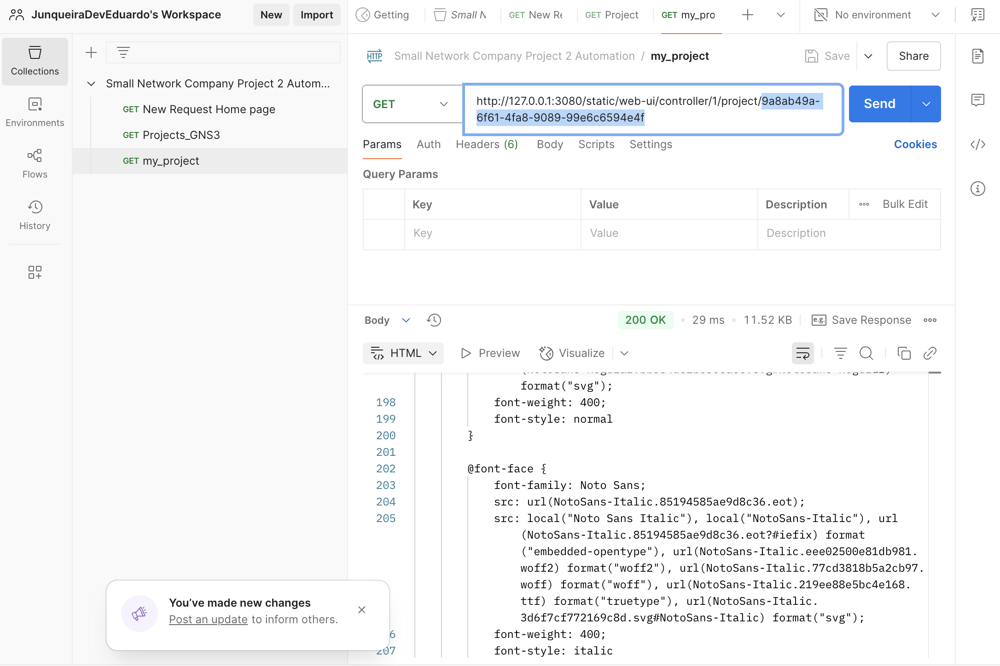 JunqueiraDevEduardo's Workspace
New
Import
Getting
Small N
GET New Re
GET Project
GET my_pro
No environment
Collections
Environments
Flows
History
Small Network Company Project 2 Autom...
GET New Request Home page
GET Projects_GNS3
GET my_project
HTTP
Small Network Company Project 2 Automation / my_project
Save
Share
GET
http://127.0.0.1:3080/static/web-ui/controller/1/project/9a8ab49a-
6f61-4fa8-9089-99e6c6594e4f
Send
Params
Auth
Headers (6)
Body
Scripts
Settings
Cookies
Query Params
Key
Value
Description
Bulk Edit
Key
Value
Description
Body
200 OK
29 ms
11.52 KB
e.g.
Save Response
HTML
Preview
Visualize
format("svg");
198 font-weight: 400;
199 font-style: normal
200 }
201
202 @font-face {
203 font-family: Noto Sans;
204 src: url(NotoSans-Italic.85194585ae9d8c36.eot);
205 src: local("Noto Sans Italic"), local("NotoSans-Italic"), url
(NotoSans-Italic.85194585ae9d8c36.eot?#iefix) format
("embedded-opentype"), url(NotoSans-Italic.eee02500e81db981.
woff2) format("woff2"), url(NotoSans-Italic.77cd3818b5a2cb97.
woff) format("woff"), url(NotoSans-Italic.219ee88e5bc4e168.
ttf) format("truetype"), url(NotoSans-Italic.
3d6f7cf772169c8d.svg#NotoSans-Italic) format("svg");
6 font-weight: 400;
207 font-style: italic
You’ve made new changes
Post an update to inform others.